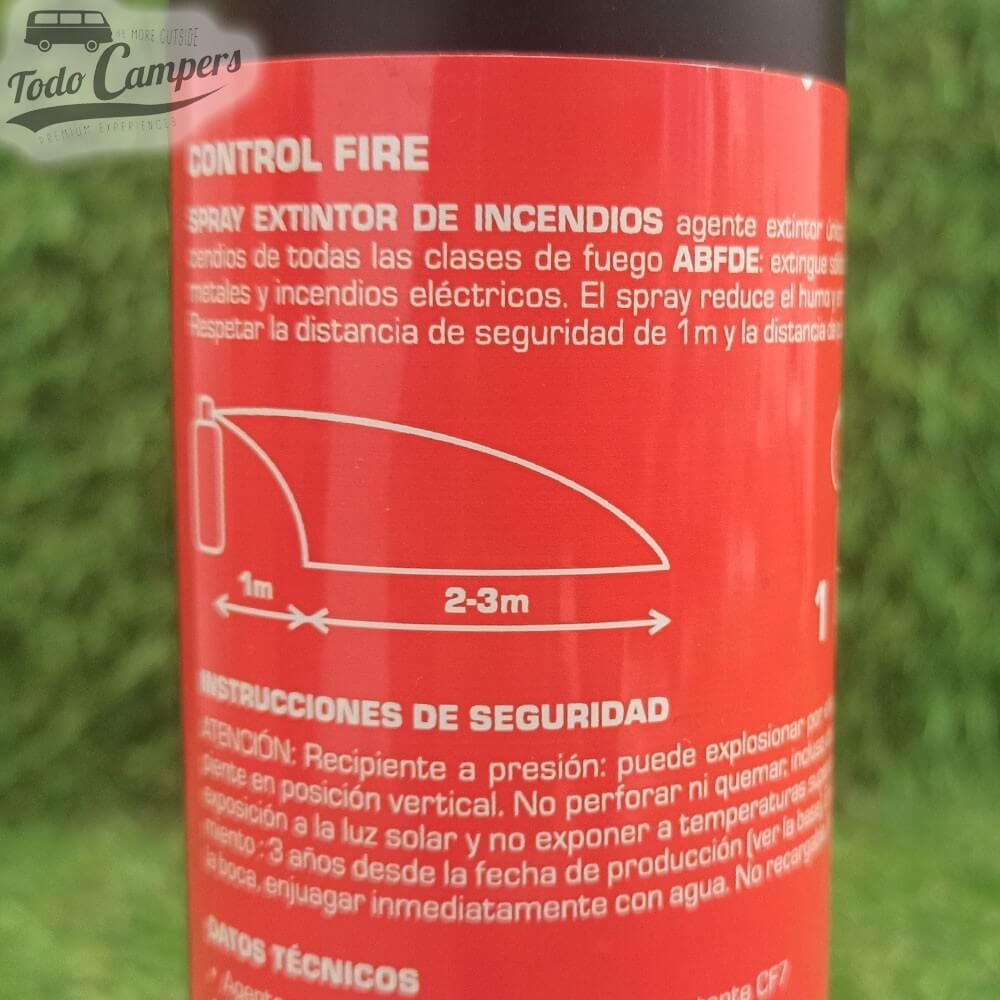 BE MORE OUTSIDE
Todo Campers
PREMIUM EXPERIENCES
CONTROL FIRE
SPRAY EXTINTOR DE INCENDIOS agente extintor
de todas las clases de fuego ABFDE: extingue
metales y incendios eléctricos. El spray reduce el humo y
Respetar la distancia de seguridad de 1m y la distancia de
1m
2-3m
1
INSTRUCCIONES DE SEGURIDAD
ATENCIÓN: Recipiente a presión: puede explosionar por
piente en posición vertical. No perforar ni quemar, incluso
exposición a la luz solar y no exponer a temperaturas
miento : 3 años desde la fecha de producción (ver la base)
la boca, enjuagar inmediatamente con agua. No
DATOS TÉCNICOS
CF7